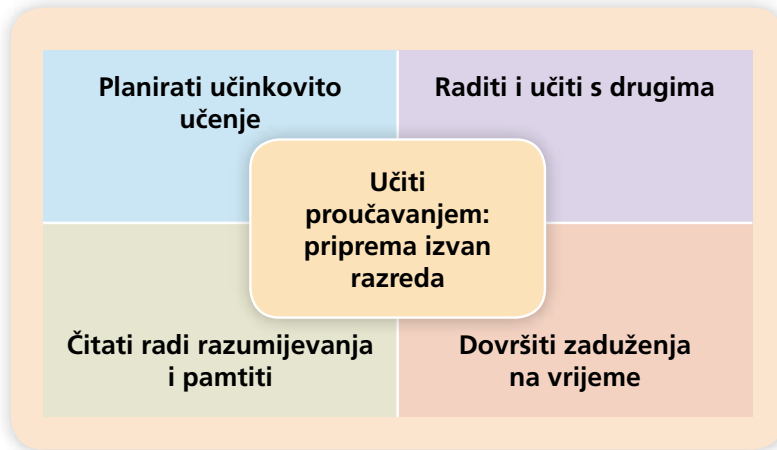 Planirati učinkovito
učenje
Raditi i učiti s drugima
Učiti
proučavanjem:
priprema izvan
razreda
Čitati radi razumijevanja
i pamtiti
Dovršiti zaduženja
na vrijeme